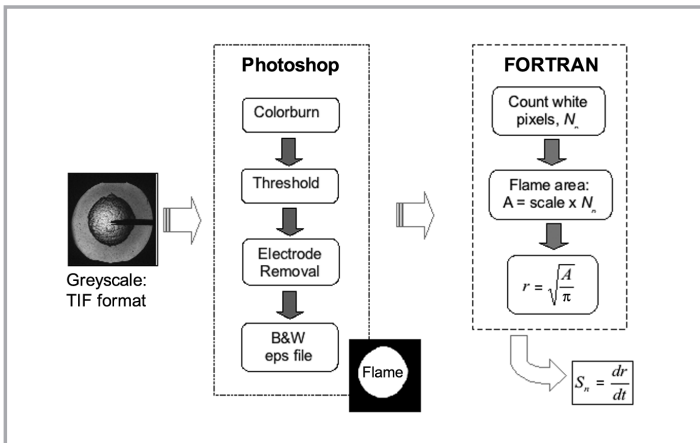 Photoshop
Colorburn
Threshold
Electrode
Removal
B&W
eps file
Greyscale:
TIF format
Flame
FORTRAN
Count white
pixels, Nₙ
Flame area:
A = scale x Nₙ
r = √(A/π)
Sₙ = dr/dt